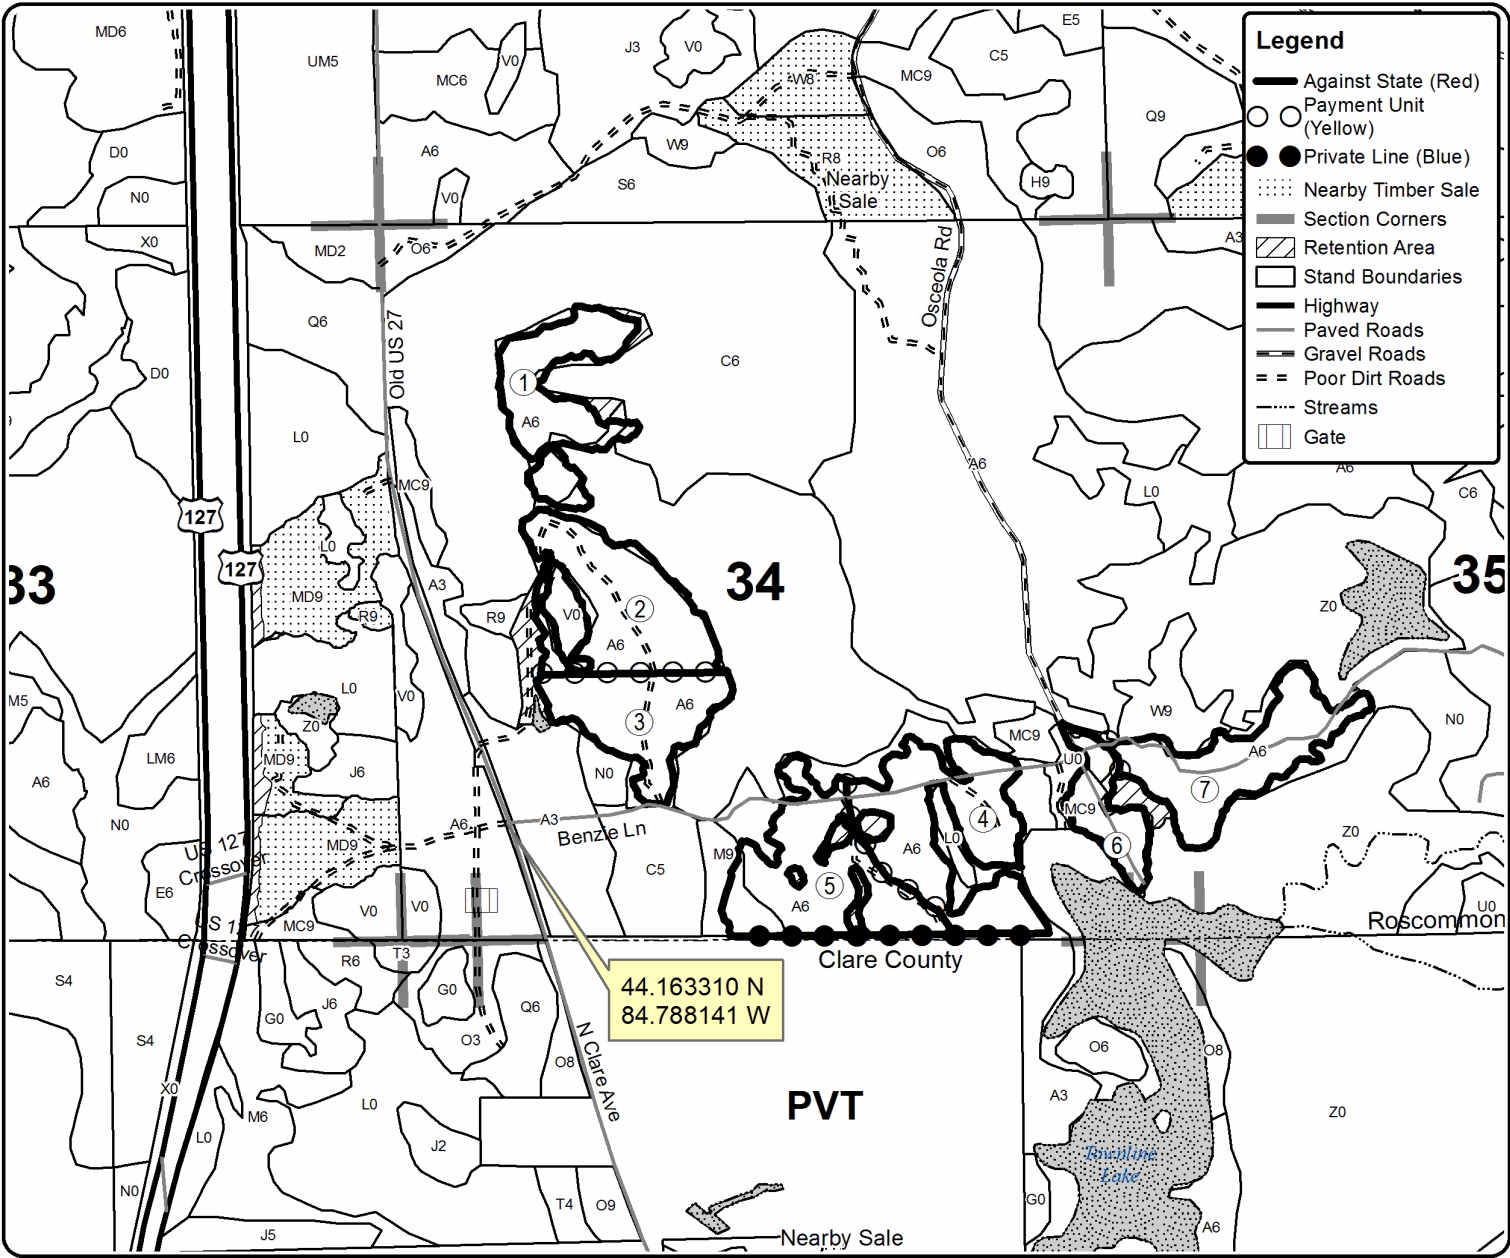 MD6
UM5
MC6
V0
J3
V0
W8
MC9
C5
E5
Q9
D0
A6
V0
W9
S6
R8
Nearby
Sale
O6
H9
N0
X0
MD2
O6
A3
Legend
Against State (Red)
Payment Unit
(Yellow)
Private Line (Blue)
Nearby Timber Sale
Section Corners
Retention Area
Stand Boundaries
Highway
Paved Roads
Gravel Roads
Poor Dirt Roads
Streams
Gate
Osceola Rd
Q6
Old US 27
D0
C6
1
A6
L0
A6
A6
L0
C6
MC9
127
127
L0
33
34
35
MD9
A3
R9
R9
V0
2
A6
Z0
M5
L0
V0
A6
3
W9
N0
Z0
MC9
A6
LM6
MD9
J6
N0
U0
7
A6
N0
A6
A3
Benzie Ln
MC9
4
L0
A6
6
Z0
US 127
Crossover
MD9
M9
C5
5
A6
E6
V0
V0
MC9
US 127
Crossover
U0
Roscommon
Clare County
R6
T3
S4
G0
J6
G0
Q6
44.163310 N
84.788141 W
O3
S4
O8
N Clare Ave
O6
O8
X0
L0
M6
PVT
A3
Z0
L0
J2
Townline
Lake
N0
T4
O9
G0
A6
J5
Nearby Sale